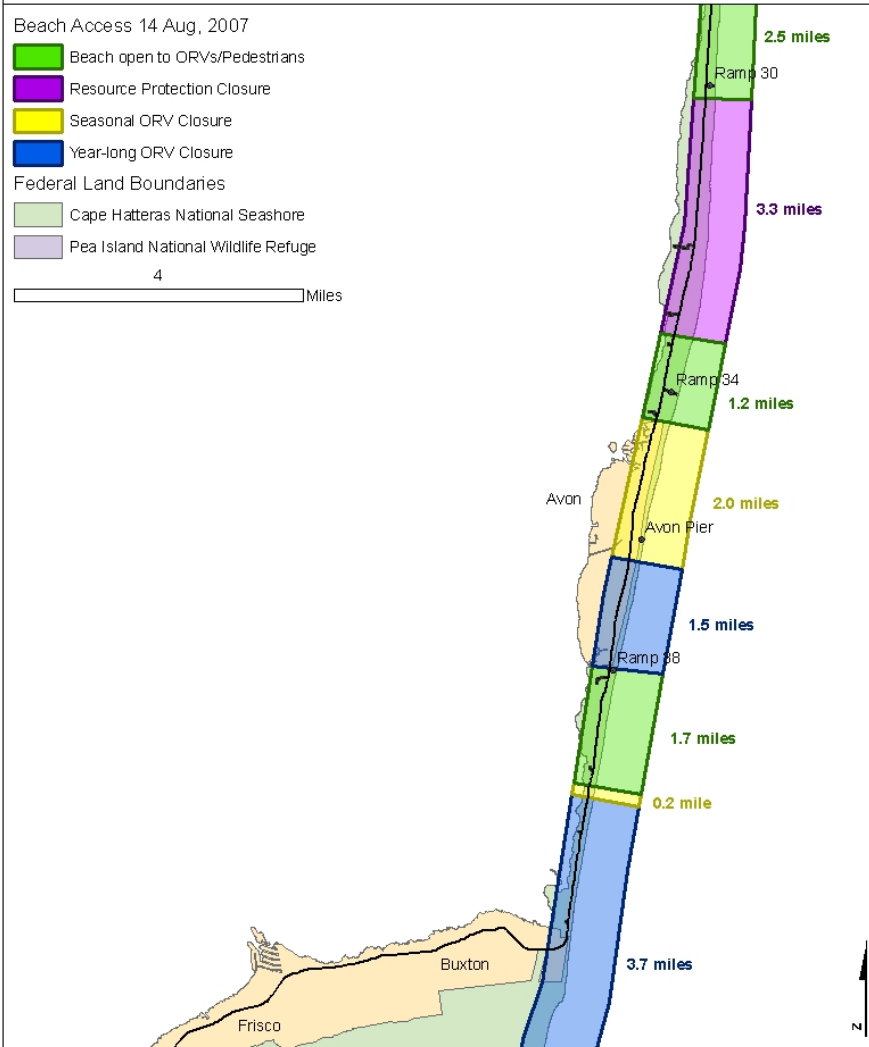 Beach Access 14 Aug, 2007
Beach open to ORVs/Pedestrians
Resource Protection Closure
Seasonal ORV Closure
Year-long ORV Closure
Federal Land Boundaries
Cape Hatteras National Seashore
Pea Island National Wildlife Refuge
4
Miles
2.5 miles
Ramp 30
3.3 miles
Ramp 34
1.2 miles
Avon
2.0 miles
Avon Pier
1.5 miles
Ramp 38
1.7 miles
0.2 mile
Buxton
3.7 miles
Frisco
N